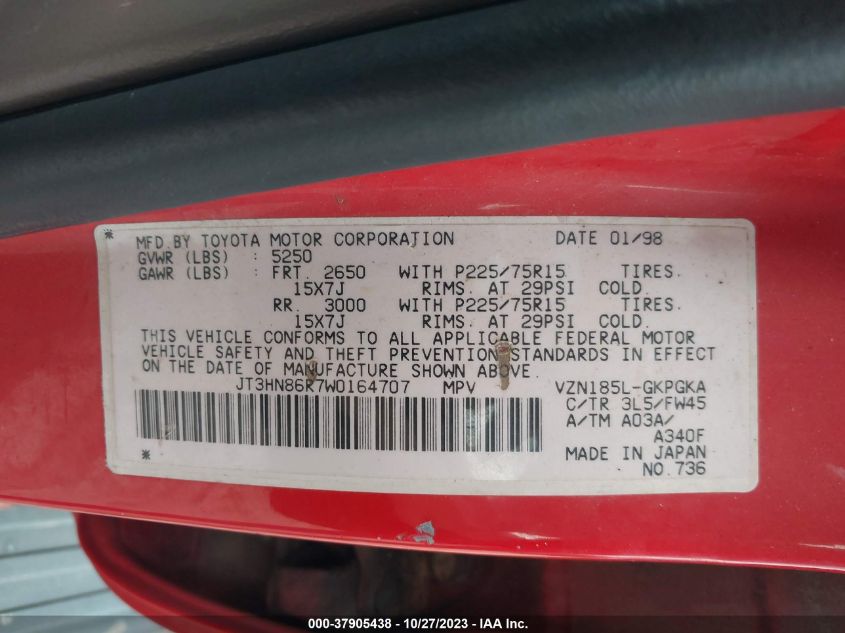 MFD. BY TOYOTA MOTOR CORPORATION DATE 01/98
GVWR (LBS) : 5250
GAWR (LBS) : FRT. 2650 WITH P225/75R15 TIRES.
15X7J RIMS. AT 29PSI COLD.
RR. 3000 WITH P225/75R15 TIRES.
15X7J RIMS. AT 29PSI COLD.
THIS VEHICLE CONFORMS TO ALL APPLICABLE FEDERAL MOTOR
VEHICLE SAFETY AND THEFT PREVENTION STANDARDS IN EFFECT
ON THE DATE OF MANUFACTURE SHOWN ABOVE.
JT3HN86R7W0164707 MPV VZN185L-GKPGKA
C/TR 3L5/FW45
A/TM A03A/
A340F
MADE IN JAPAN
NO.736
000-37905438 - 10/27/2023 - IAA Inc.